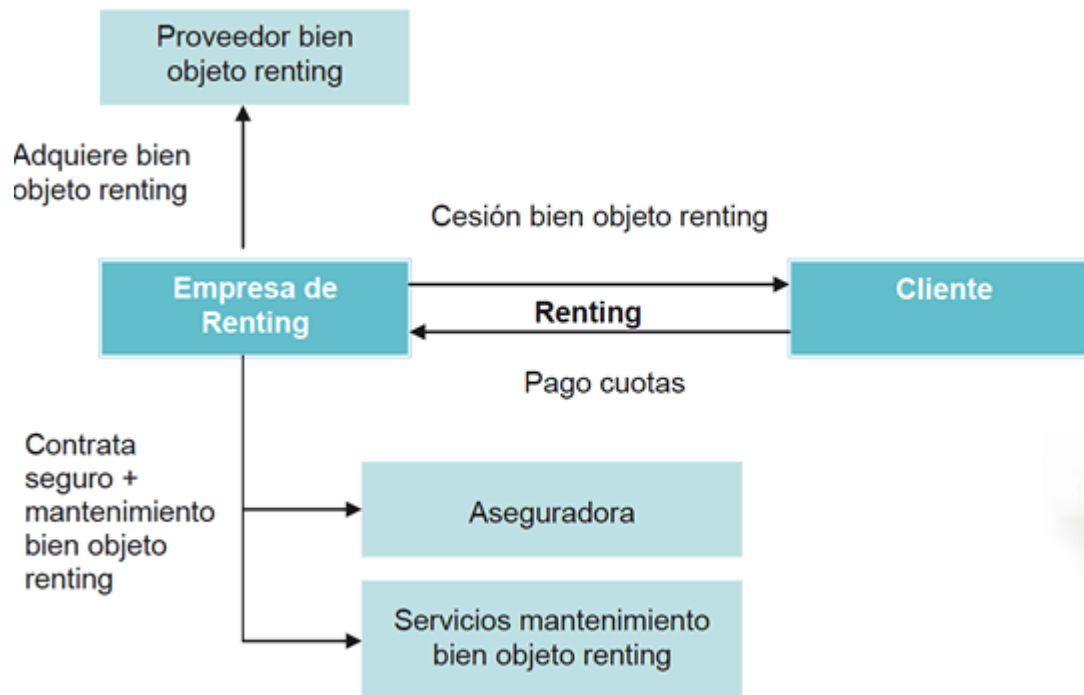 Proveedor bien
objeto renting
Adquiere bien
objeto renting
Cesión bien objeto renting
Empresa de
Renting
Renting
Cliente
Pago cuotas
Contrata
seguro +
mantenimiento
bien objeto
renting
Aseguradora
Servicios mantenimiento
bien objeto renting